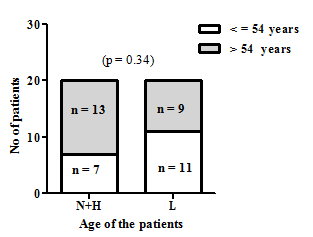 30
< = 54 years
> 54 years
(p = 0.34)
20
n = 13
n = 9
No of patients
10
n = 7
n = 11
0
N+H
L
Age of the patients